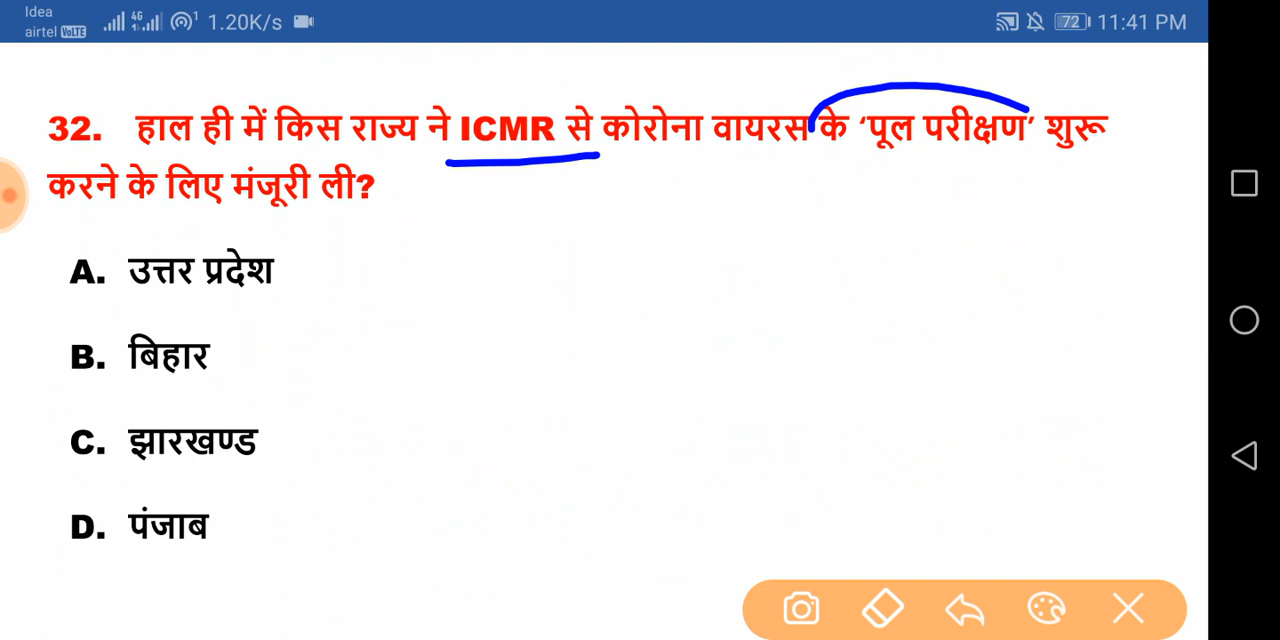 Idea
airtel VoLTE 4G 1.20K/s 72 11:41 PM
32. हाल ही में किस राज्य ने ICMR से कोरोना वायरस के ‘पूल परीक्षण’ शुरू
करने के लिए मंजूरी ली?
A. उत्तर प्रदेश
B. बिहार
C. झारखण्ड
D. पंजाब